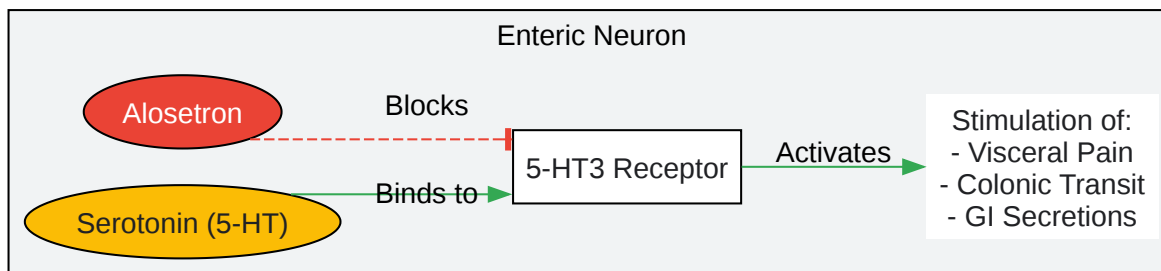 Enteric Neuron
Alosetron
Blocks
Serotonin (5-HT)
Binds to
5-HT3 Receptor
Activates
Stimulation of:
- Visceral Pain
- Colonic Transit
- GI Secretions